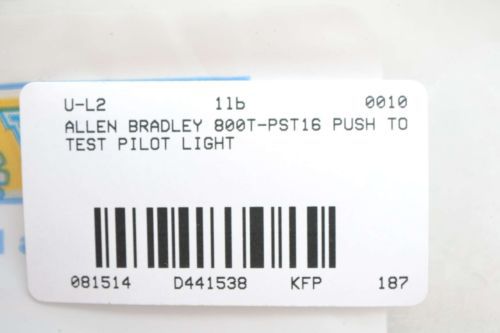 U-L2 1lb 0010
ALLEN BRADLEY 800T-PST16 PUSH TO
TEST PILOT LIGHT
081514 D441538 KFP 187